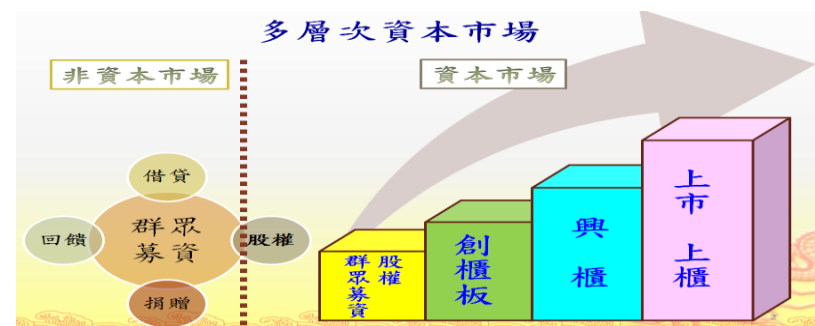 多層次資本市場
非資本市場
資本市場
借貸
回饋
群眾
募資
股權
捐贈
股權
群眾募資
創櫃板
興櫃
上市 上櫃